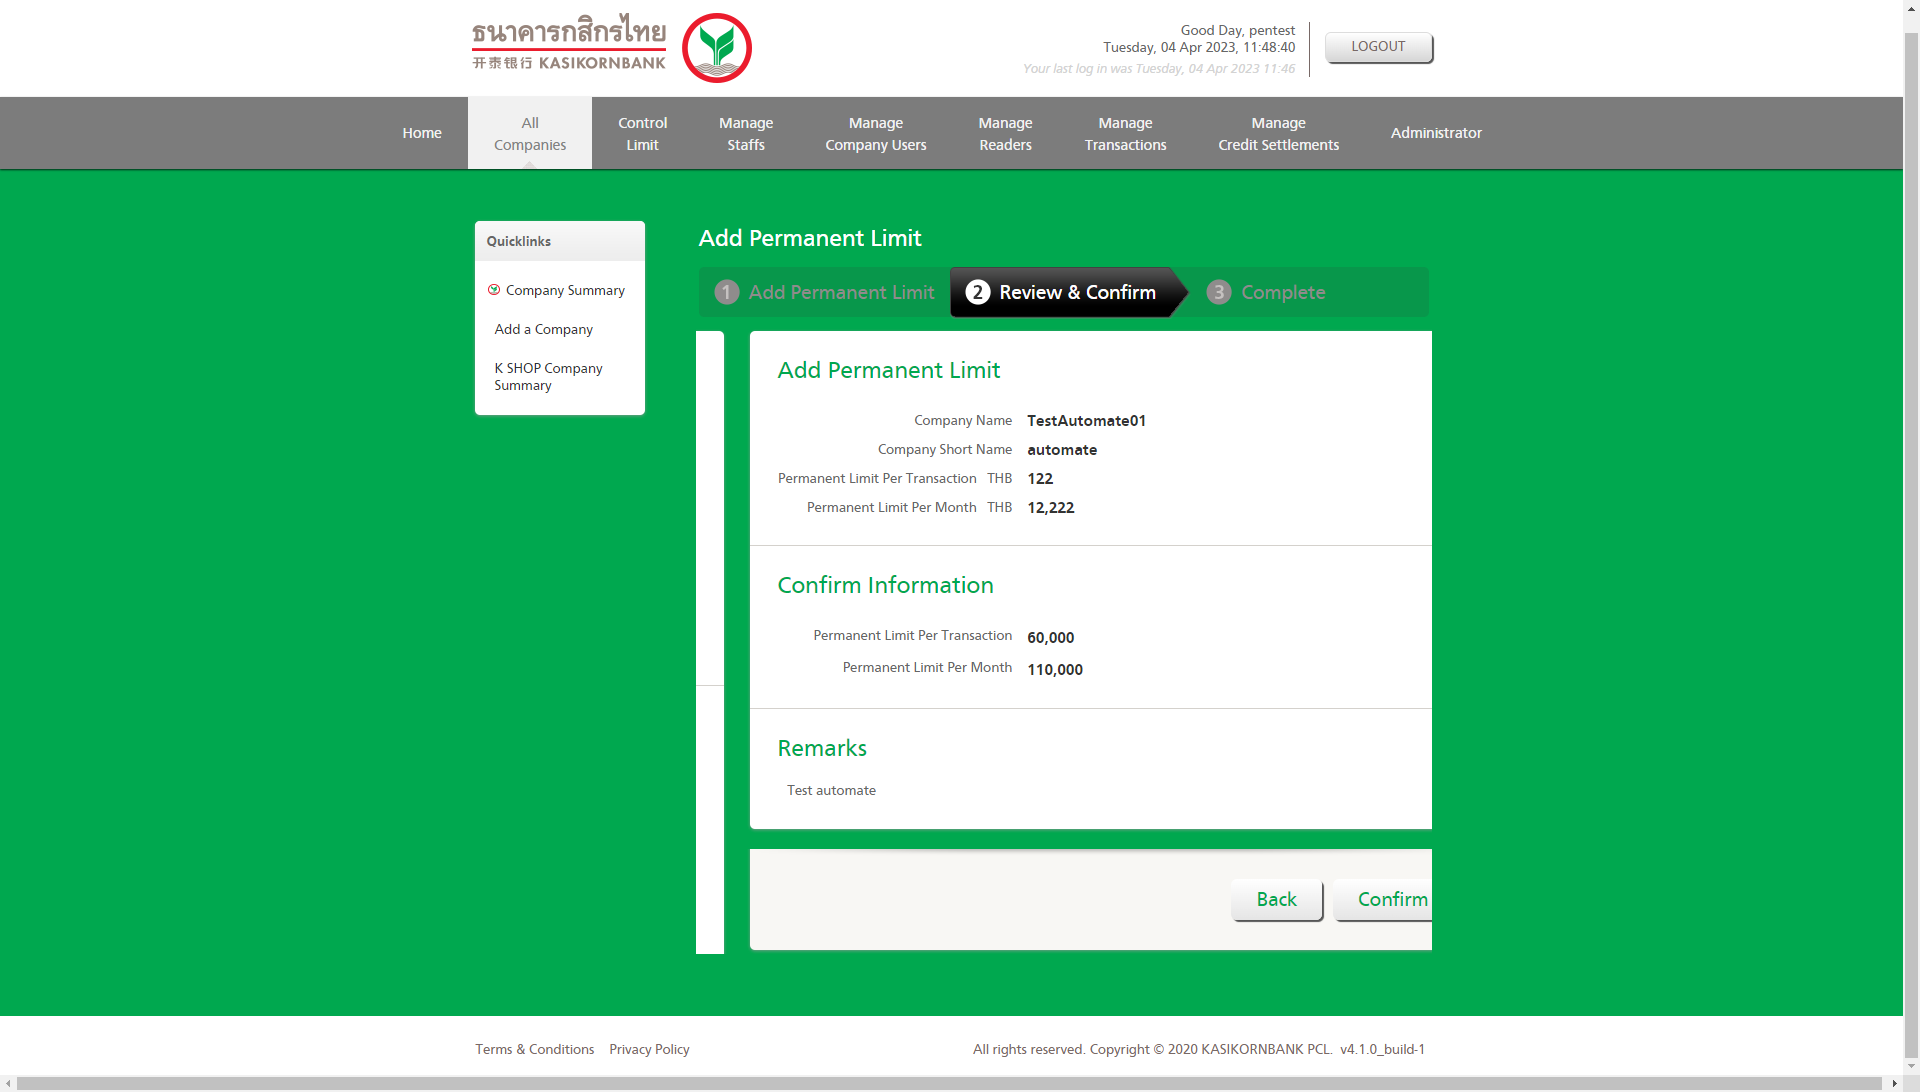 ธนาคารกสิกรไทย
开泰银行 KASIKORNBANK
Good Day, pentest
Tuesday, 04 Apr 2023, 11:48:40
Your last log in was Tuesday, 04 Apr 2023 11:46
LOGOUT
Home
All
Companies
Control
Limit
Manage
Staffs
Manage
Company Users
Manage
Readers
Manage
Transactions
Manage
Credit Settlements
Administrator
Quicklinks
Company Summary
Add a Company
K SHOP Company
Summary
Add Permanent Limit
1 Add Permanent Limit
2 Review & Confirm
3 Complete
Add Permanent Limit
Company Name TestAutomate01
Company Short Name automate
Permanent Limit Per Transaction THB 122
Permanent Limit Per Month THB 12,222
Confirm Information
Permanent Limit Per Transaction 60,000
Permanent Limit Per Month 110,000
Remarks
Test automate
Back
Confirm
Terms & Conditions Privacy Policy
All rights reserved. Copyright © 2020 KASIKORNBANK PCL. v4.1.0_build-1